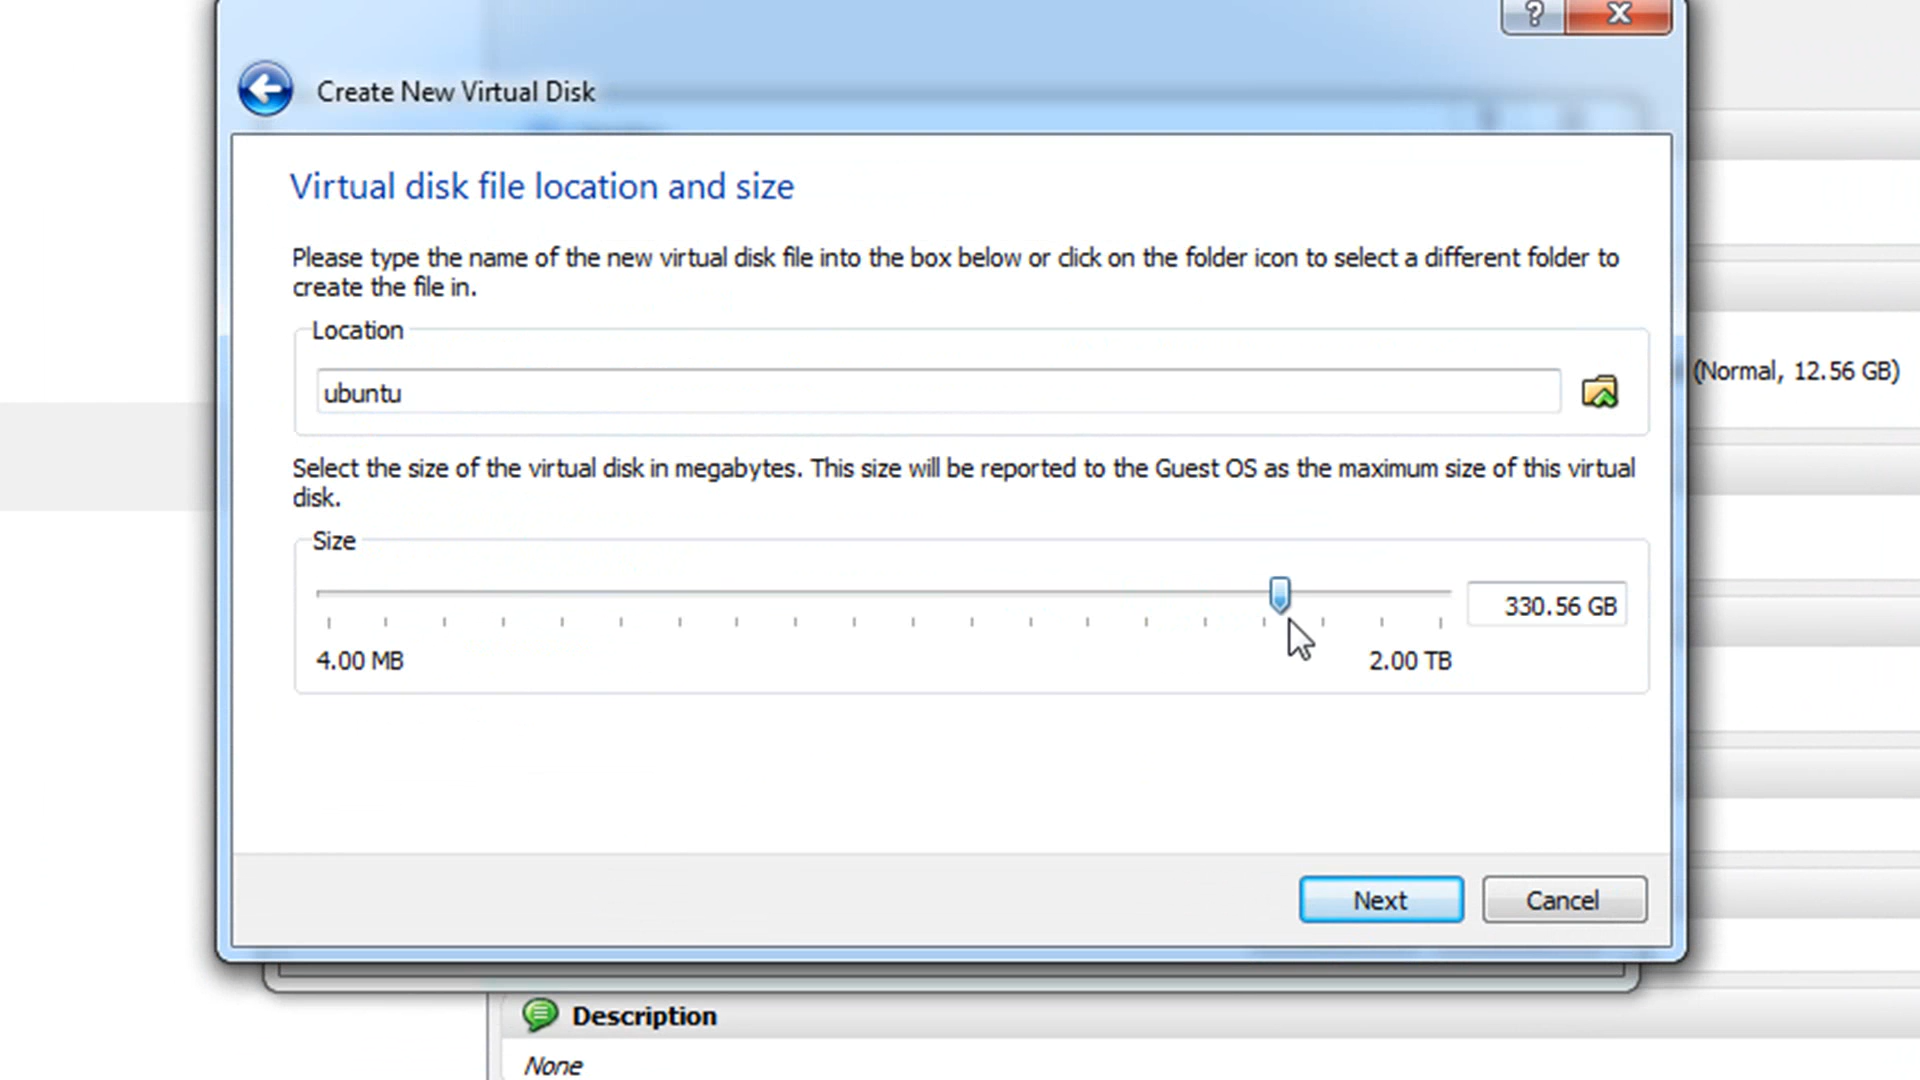 ?
Create New Virtual Disk
Virtual disk file location and size
Please type the name of the new virtual disk file into the box below or click on the folder icon to select a different folder to
create the file in.
Location
ubuntu
(Normal, 12.56 GB)
Select the size of the virtual disk in megabytes. This size will be reported to the Guest OS as the maximum size of this virtual
disk.
Size
330.56 GB
4.00 MB
2.00 TB
Next
Cancel
Description
None